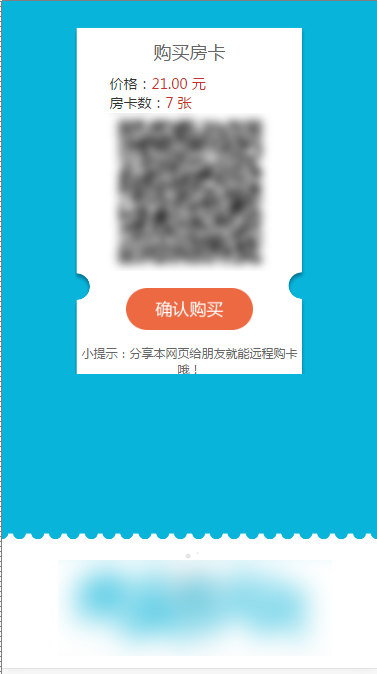 购买房卡
价格：21.00 元
房卡数：7 张
确认购买
小提示：分享本网页给朋友就能远程购卡
哦！